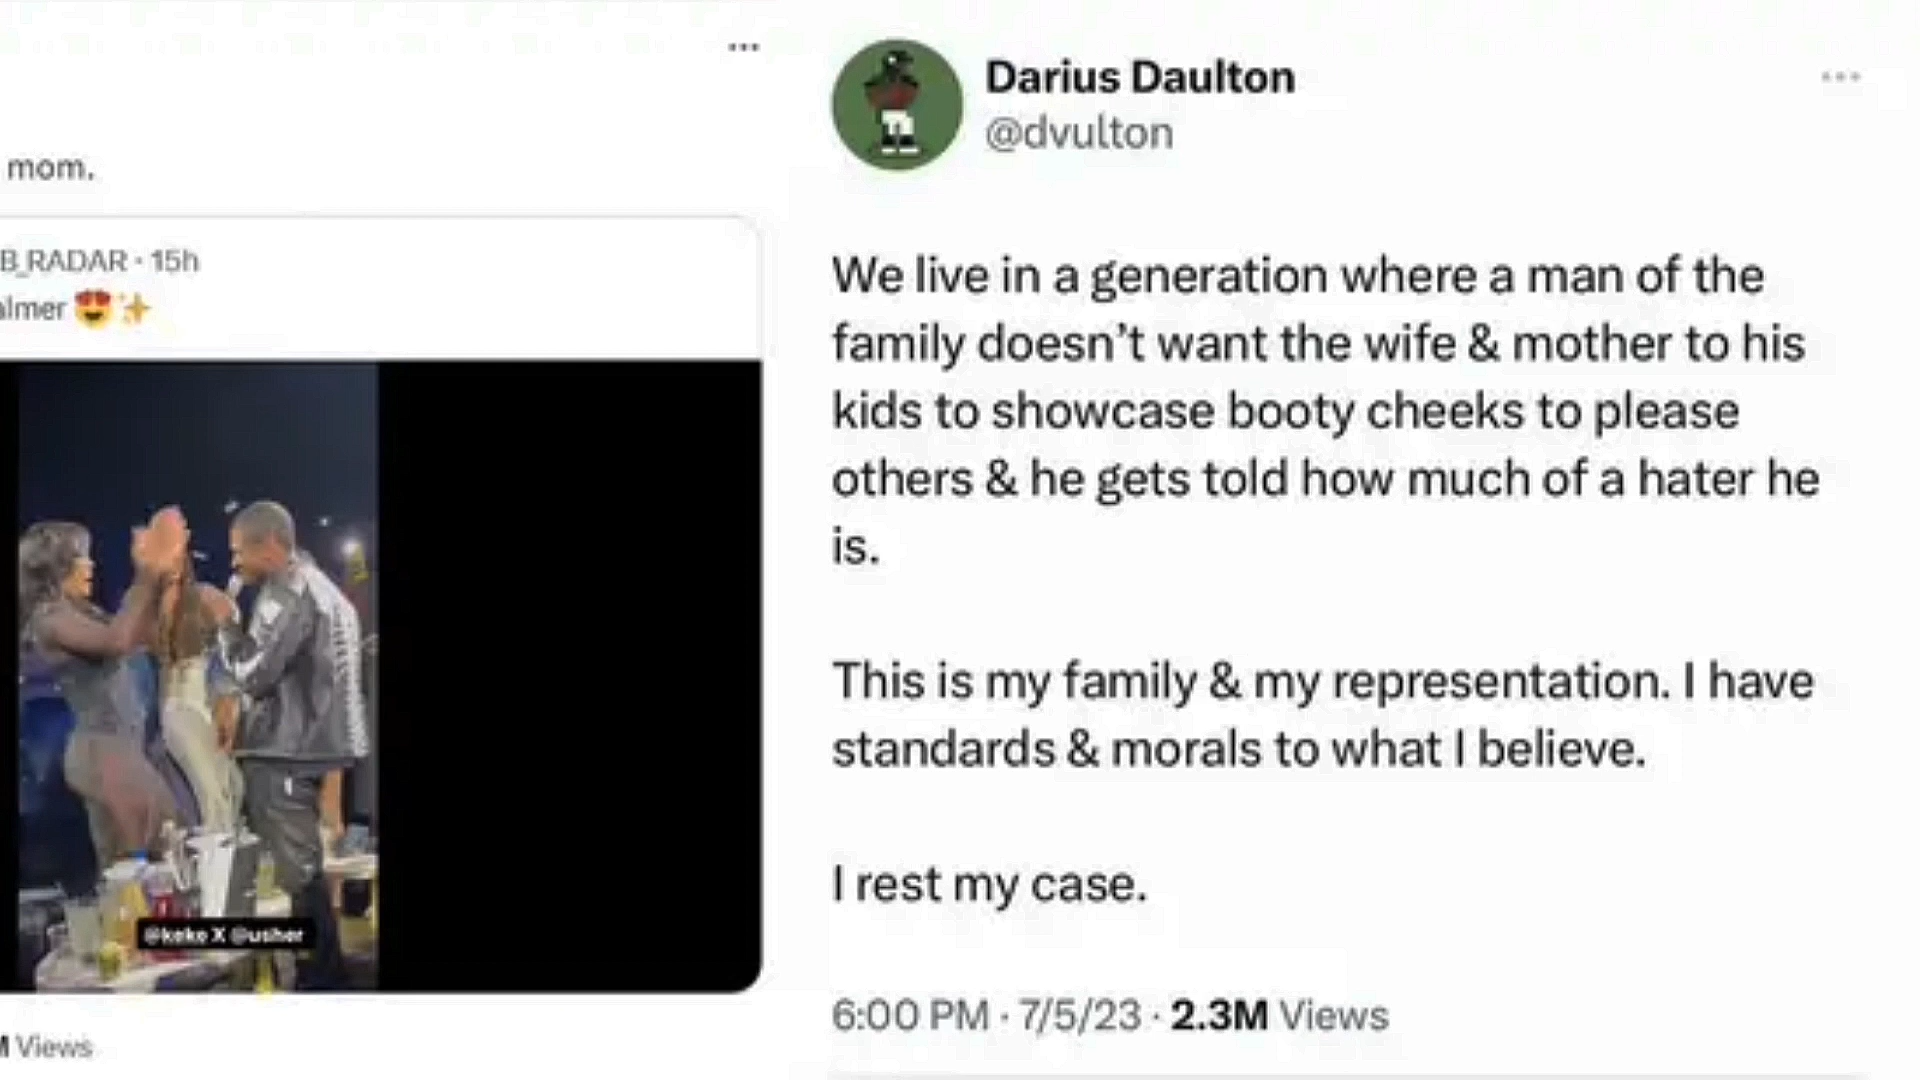 mom.
B_RADAR · 15h
almer 😍✨
@keke X @usher
M Views
Darius Daulton
@dvulton
We live in a generation where a man of the
family doesn’t want the wife & mother to his
kids to showcase booty cheeks to please
others & he gets told how much of a hater he
is.
This is my family & my representation. I have
standards & morals to what I believe.
I rest my case.
6:00 PM · 7/5/23 · 2.3M Views